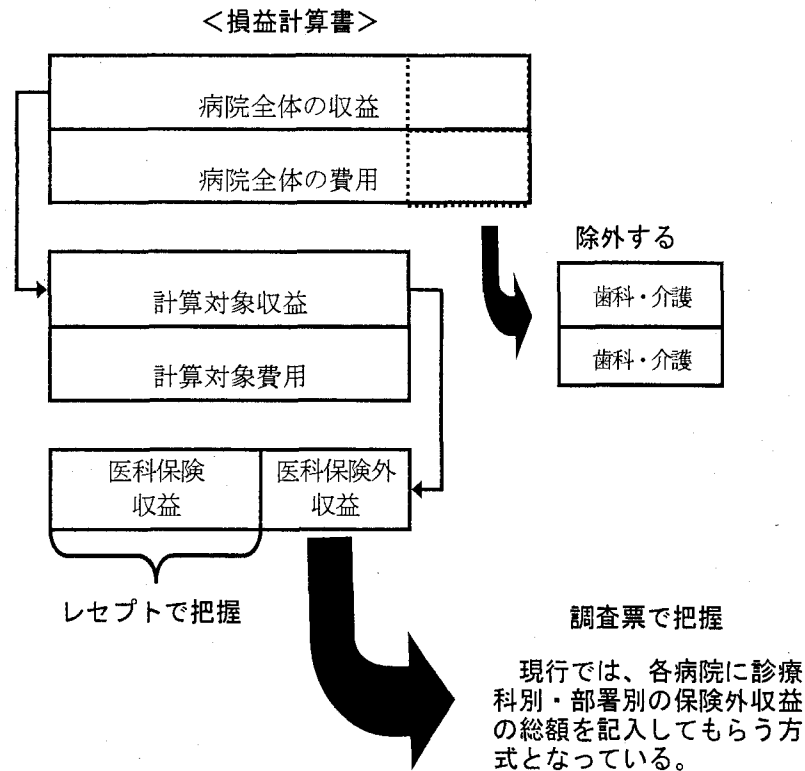 ＜損益計算書＞
病院全体の収益
病院全体の費用
除外する
歯科・介護
歯科・介護
計算対象収益
計算対象費用
医科保険
収益
医科保険外
収益
レセプトで把握
調査票で把握
現行では、各病院に診療
科別・部署別の保険外収益
の総額を記入してもらう方
式となっている。